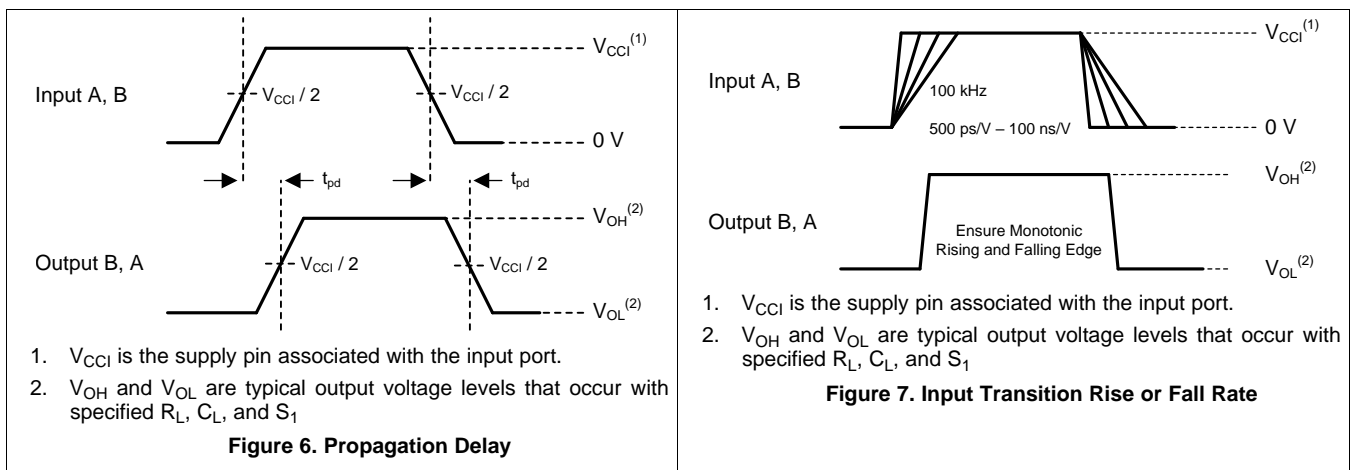 V_CCI^(1)
Input A, B
V_CCI / 2
V_CCI / 2
0 V
t_pd
t_pd
V_OH^(2)
Output B, A
V_CCI / 2
V_CCI / 2
V_OL^(2)
1. V_CCI is the supply pin associated with the input port.
2. V_OH and V_OL are typical output voltage levels that occur with
specified R_L, C_L, and S_1
Figure 6. Propagation Delay
V_CCI^(1)
Input A, B
100 kHz
500 ps/V – 100 ns/V
0 V
V_OH^(2)
Output B, A
Ensure Monotonic
Rising and Falling Edge
V_OL^(2)
1. V_CCI is the supply pin associated with the input port.
2. V_OH and V_OL are typical output voltage levels that occur with
specified R_L, C_L, and S_1
Figure 7. Input Transition Rise or Fall Rate